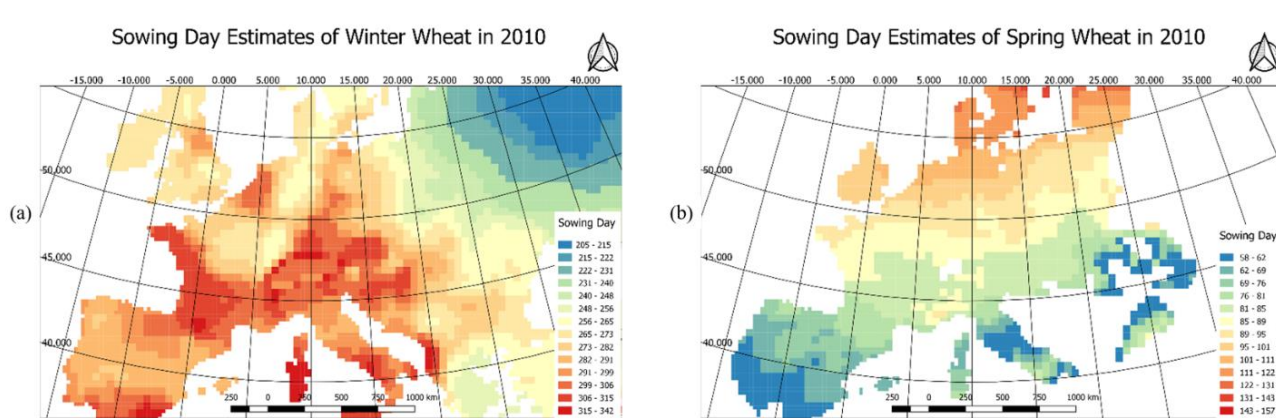 Sowing Day Estimates of Winter Wheat in 2010
-15.000 -10.000 -5.000 0.000 5.000 10.000 15.000 20.000 25.000 30.000 35.000 40.000
50.000
45.000
40.000
(a)
Sowing Day
205 - 215
215 - 222
222 - 231
231 - 240
240 - 248
248 - 256
256 - 265
265 - 273
273 - 282
282 - 291
291 - 299
299 - 306
306 - 315
315 - 342
250 0 250 500 750 1000 km
Sowing Day Estimates of Spring Wheat in 2010
-15.000 -10.000 -5.000 0.000 5.000 10.000 15.000 20.000 25.000 30.000 35.000 40.000
50.000
45.000
40.000
(b)
Sowing Day
58 - 62
62 - 69
69 - 76
76 - 81
81 - 85
85 - 89
89 - 95
95 - 101
101 - 111
111 - 122
122 - 131
131 - 143
143 - 157
250 0 250 500 750 1000 km